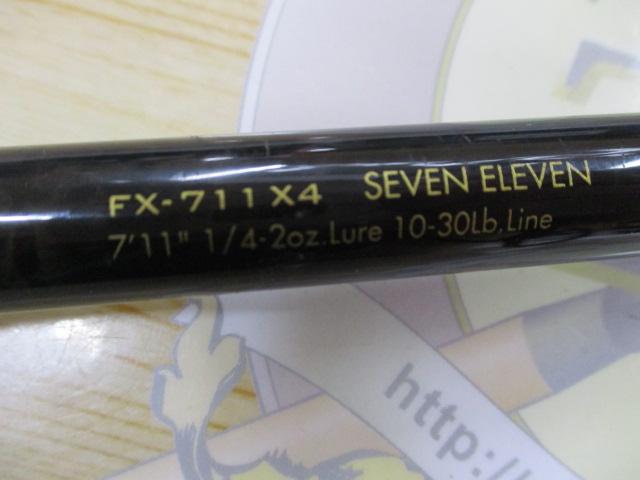 FX-711X4 SEVEN ELEVEN
7'11" 1/4-2oz.Lure 10-30Lb.Line
http:/